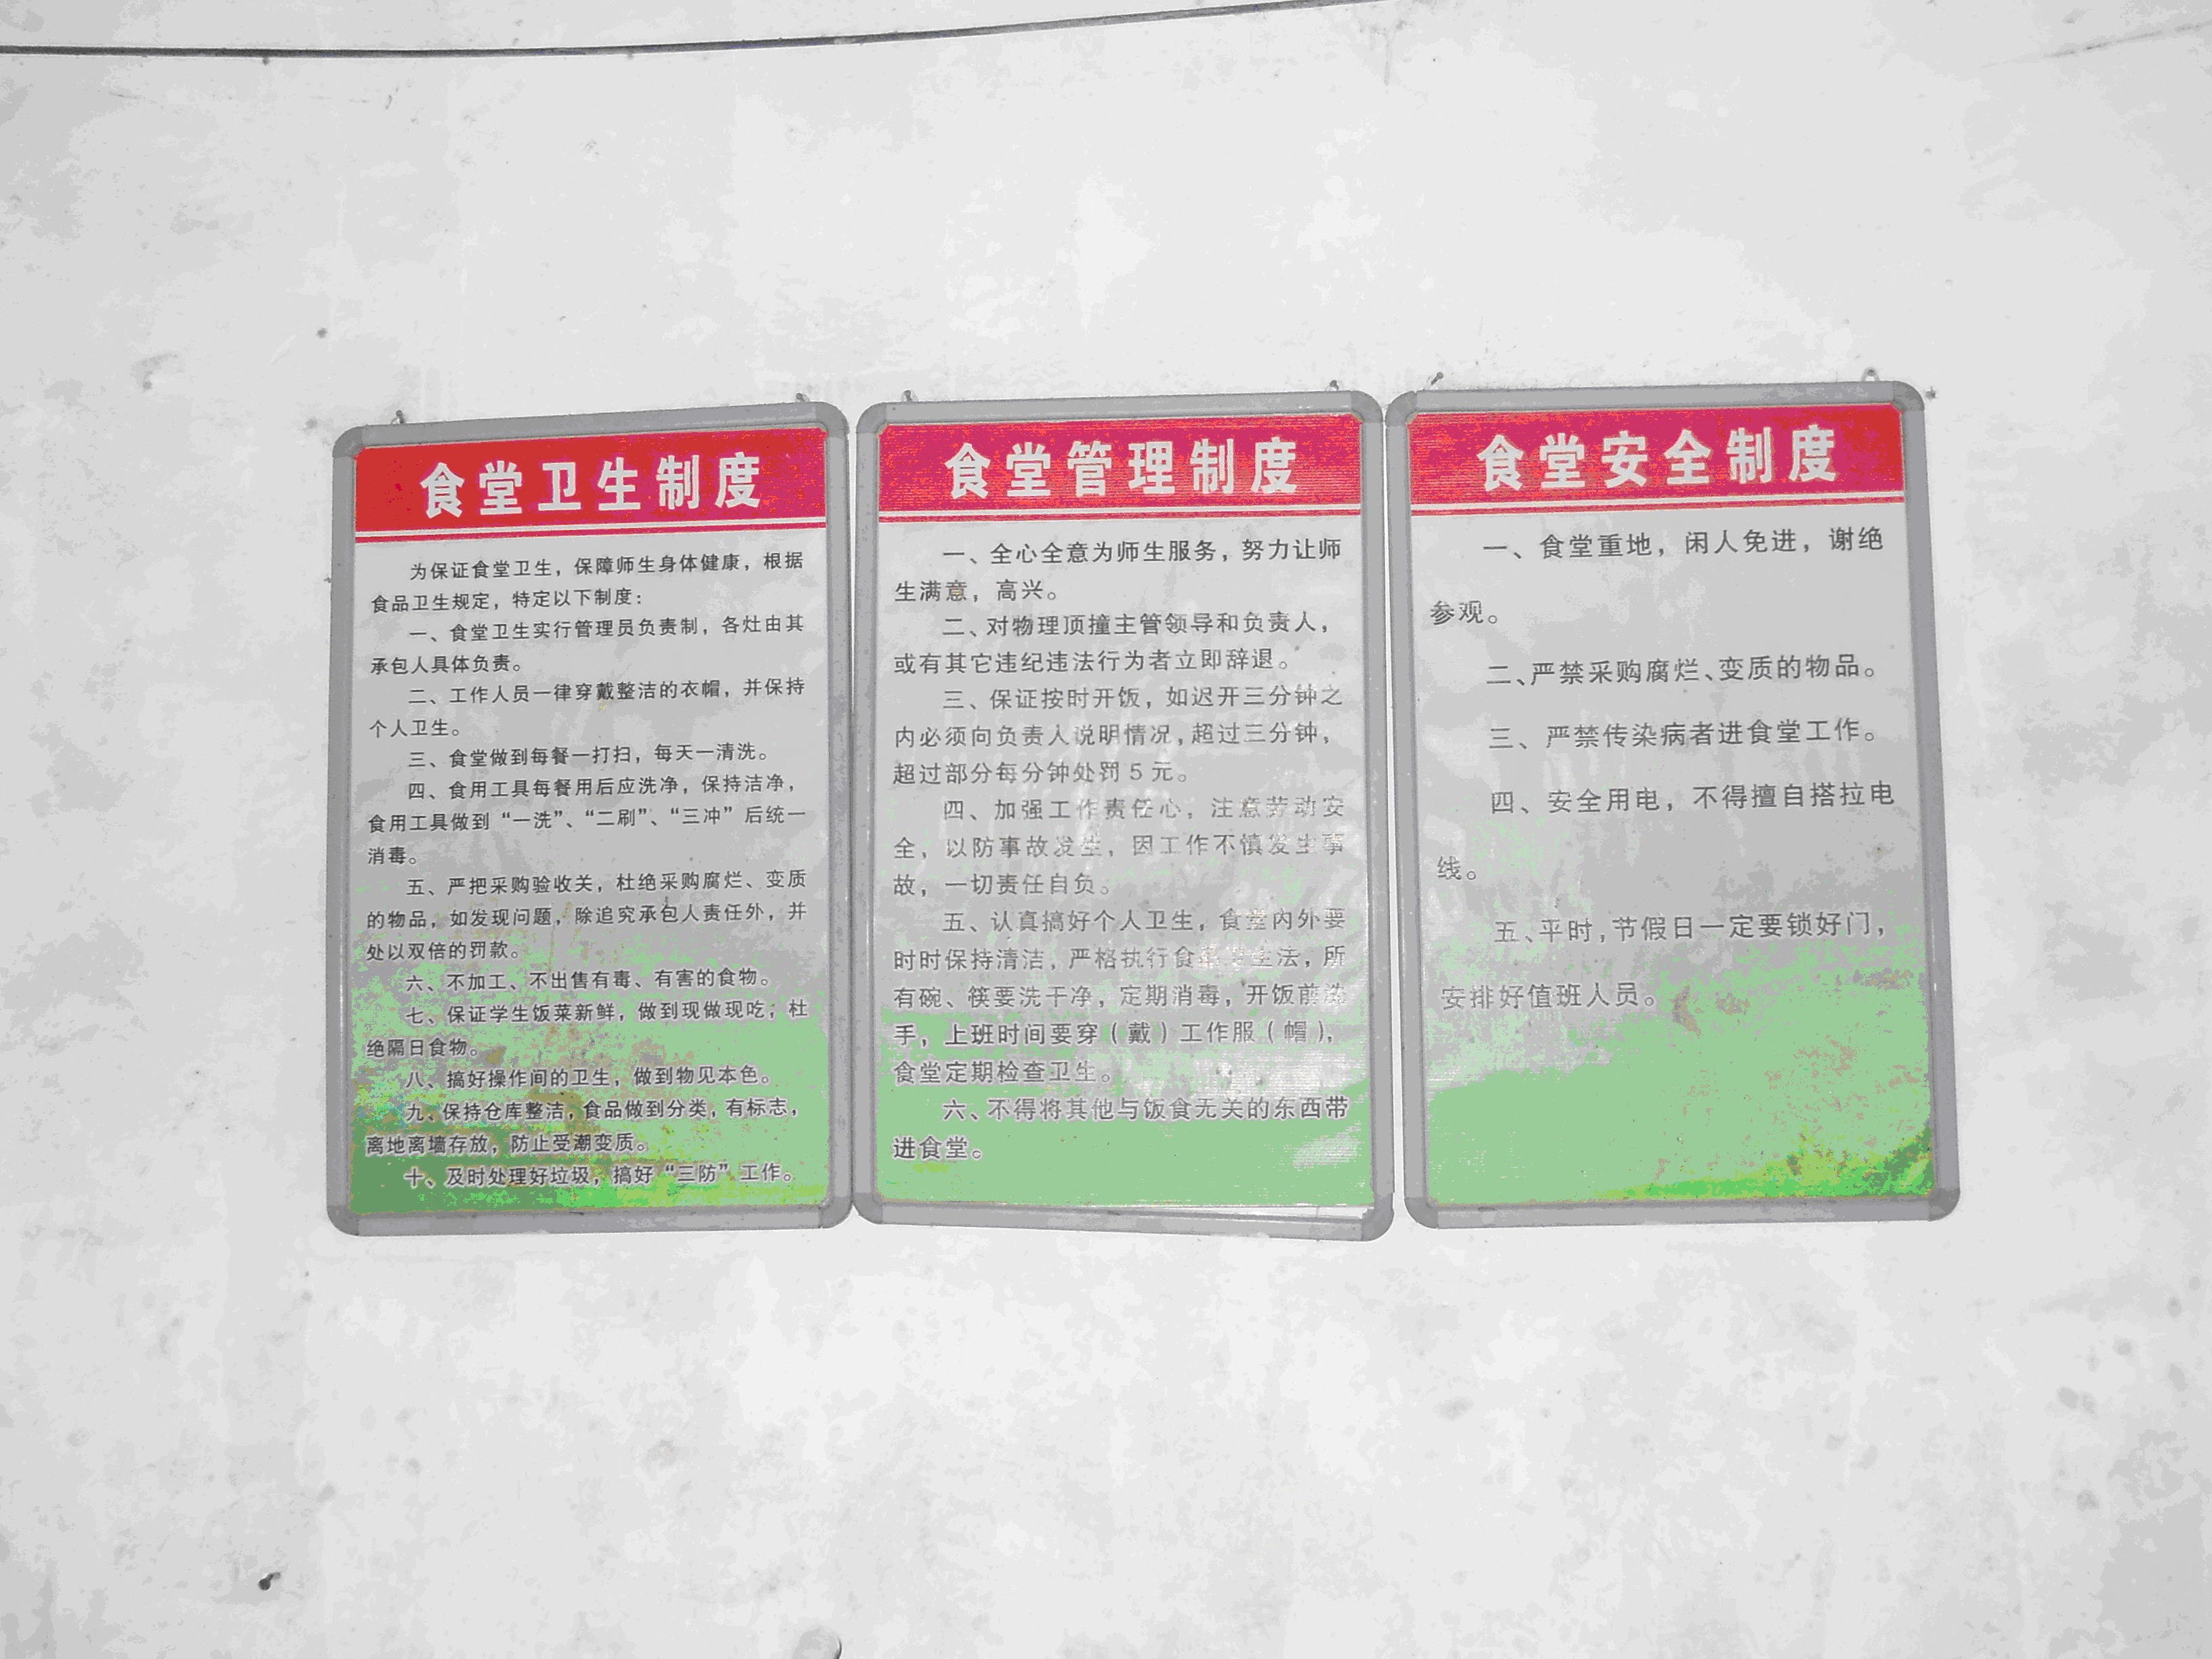 食堂卫生制度
为保证食堂卫生，保障师生身体健康，根据
食品卫生规定，特定以下制度：
一、食堂卫生实行管理员负责制，各灶由其
承包人具体负责。
二、工作人员一律穿戴整洁的衣帽，并保持
个人卫生。
三、食堂做到每餐一打扫，每天一清洗。
四、食用工具每餐用后应洗净，保持洁净，
食用工具做到“一洗”、“二刷”、“三冲”后统一
消毒。
五、严把采购验收关，杜绝采购腐烂、变质
的物品，如发现问题，除追究承包人责任外，并
处以双倍的罚款。
六、不加工、不出售有毒、有害的食物。
七、保证学生饭菜新鲜，做到现做现吃；杜
绝隔日食物。
八、搞好操作间的卫生，做到物见本色。
九、保持仓库整洁，食品做到分类，有标志，
离地离墙存放，防止受潮变质。
十、及时处理好垃圾，搞好“三防”工作。
食堂管理制度
一、全心全意为师生服务，努力让师
生满意，高兴。
二、对物理顶撞主管领导和负责人，
或有其它违纪违法行为者立即辞退。
三、保证按时开饭，如迟开三分钟之
内必须向负责人说明情况，超过三分钟，
超过部分每分钟处罚5元。
四、加强工作责任心，注意劳动安
全，以防事故发生，因工作不慎发生事
故，一切责任自负。
五、认真搞好个人卫生，食堂内外要
时时保持清洁，严格执行食品卫生法，所
有碗、筷要洗干净，定期消毒，开饭前洗
手，上班时间要穿（戴）工作服（帽），
食堂定期检查卫生。
六、不得将其他与饭食无关的东西带
进食堂。
食堂安全制度
一、食堂重地，闲人免进，谢绝
参观。
二、严禁采购腐烂、变质的物品。
三、严禁传染病者进食堂工作。
四、安全用电，不得擅自搭拉电
线。
五、平时，节假日一定要锁好门，
安排好值班人员。